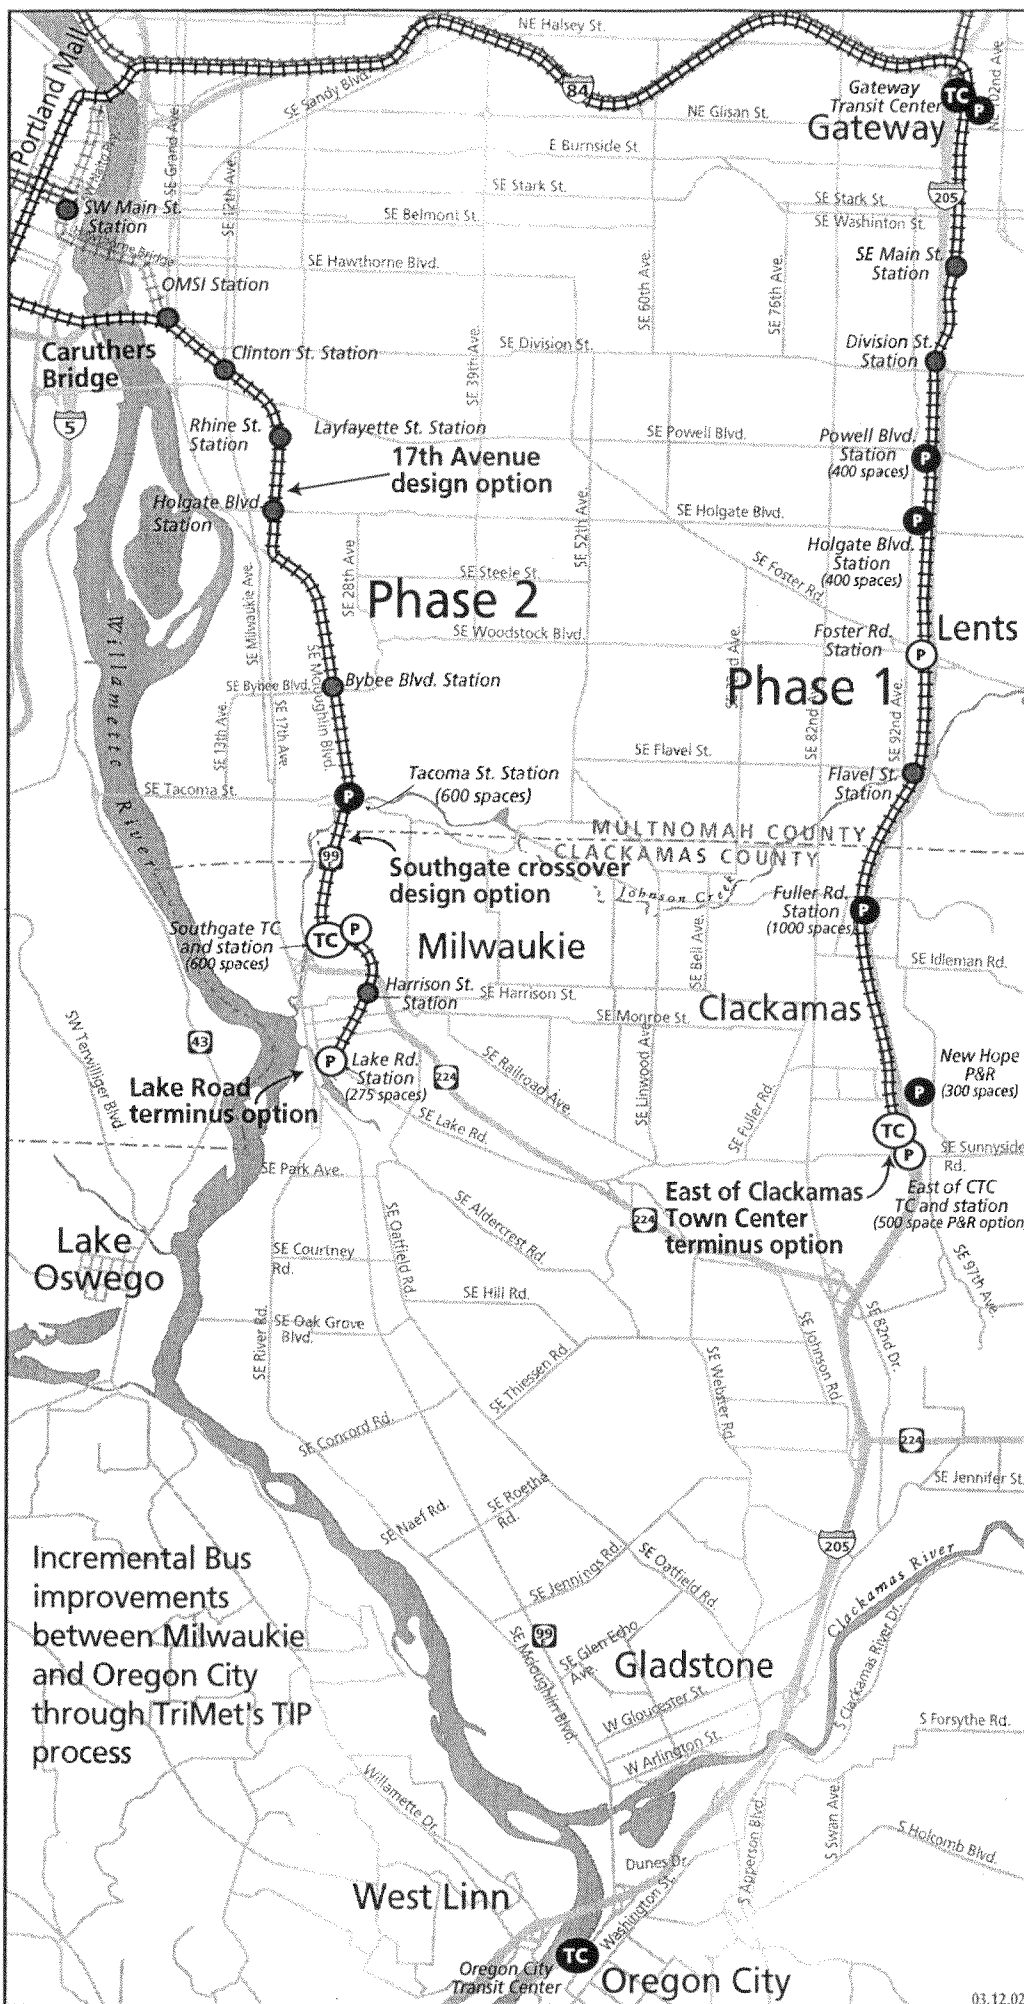 NE Halsey St.
Portland Mall
SE Sandy Blvd.
84
Gateway
Transit Center
TC
P
NE 102nd Ave.
Gateway
NE Glisan St.
SE Grand Ave
SE 12th Ave.
E Burnside St.
SE Stark St.
SE Stark St.
205
SE Belmont St.
SE Washinton St.
SW Main St.
Station
SE Main St.
Station
SE Hawthorne Blvd.
SE 60th Ave.
SE 76th Ave.
OMSI Station
Clinton St. Station
SE Division St.
Division St.
Station
SE 39th Ave.
Caruthers
Bridge
5
Rhine St.
Station
Layfayette St. Station
SE Powell Blvd.
Powell Blvd.
Station
(400 spaces)
P
17th Avenue
design option
Holgate Blvd.
Station
SE Holgate Blvd.
P
Holgate Blvd.
Station
(400 spaces)
SE 52th Ave.
SE 28th Ave
SE Steele St.
SE Foster Rd.
SE Milwaukie Ave.
Phase 2
SE Woodstock Blvd.
Foster Rd.
Station
P
Lents
Willamette River
SE Bybee Blvd.
Bybee Blvd. Station
SE McLoughlin Blvd.
Phase 1
SE 82nd Ave.
SE 92nd Ave.
SE 13th Ave.
SE 17th Ave
SE Flavel St.
Flavel St.
Station
SE Tacoma St.
P
Tacoma St. Station
(600 spaces)
MULTNOMAH COUNTY
CLACKAMAS COUNTY
99
Southgate crossover
design option
Johnson Creek
Fuller Rd.
Station
(1000 spaces)
P
Southgate TC
and station
(600 spaces)
TC
P
Milwaukie
SE Bell Ave.
SE Idleman Rd.
Harrison St.
Station
SE Harrison St.
SE Monroe St.
Clackamas
SW Terwilliger Blvd.
43
P
Lake Rd.
Station
(275 spaces)
224
SE Railroad Ave.
SE Linwood Ave
SE Fuller Rd.
New Hope
P&R
(300 spaces)
P
Lake Road
terminus option
SE Lake Rd.
TC
P
SE Sunnyside
Rd.
SE Park Ave.
East of Clackamas
Town Center
terminus option
East of CTC
TC and station
(500 space P&R option)
224
SE Aldercrest Rd.
SE Oatfield Rd.
Lake
Oswego
SE Courtney
Rd.
SE 97th Ave.
SE Hill Rd.
SE Oak Grove
Blvd.
SE River Rd.
SE Johnson Rd.
SE 82nd Dr.
SE Thiessen Rd.
SE Webster Rd.
SE Concord Rd.
224
SE Jennifer St.
SE Naef Rd.
SE Roethe
Rd.
205
Incremental Bus
improvements
between Milwaukie
and Oregon City
through TriMet's TIP
process
SE Jennings Rd.
SE Oatfield Rd.
Clackamas River
S Clackamas River Dr.
99
SE Glen Echo
Ave.
SE Mcloughlin Blvd.
Gladstone
W Gloucester St.
W Arlington St.
S Forsythe Rd.
Willamette Dr.
S Apperson Blvd.
S Swan Ave
S Holcomb Blvd.
Dunes Dr.
Washington St.
West Linn
TC
Oregon City
Transit Center
Oregon City
03.12.02